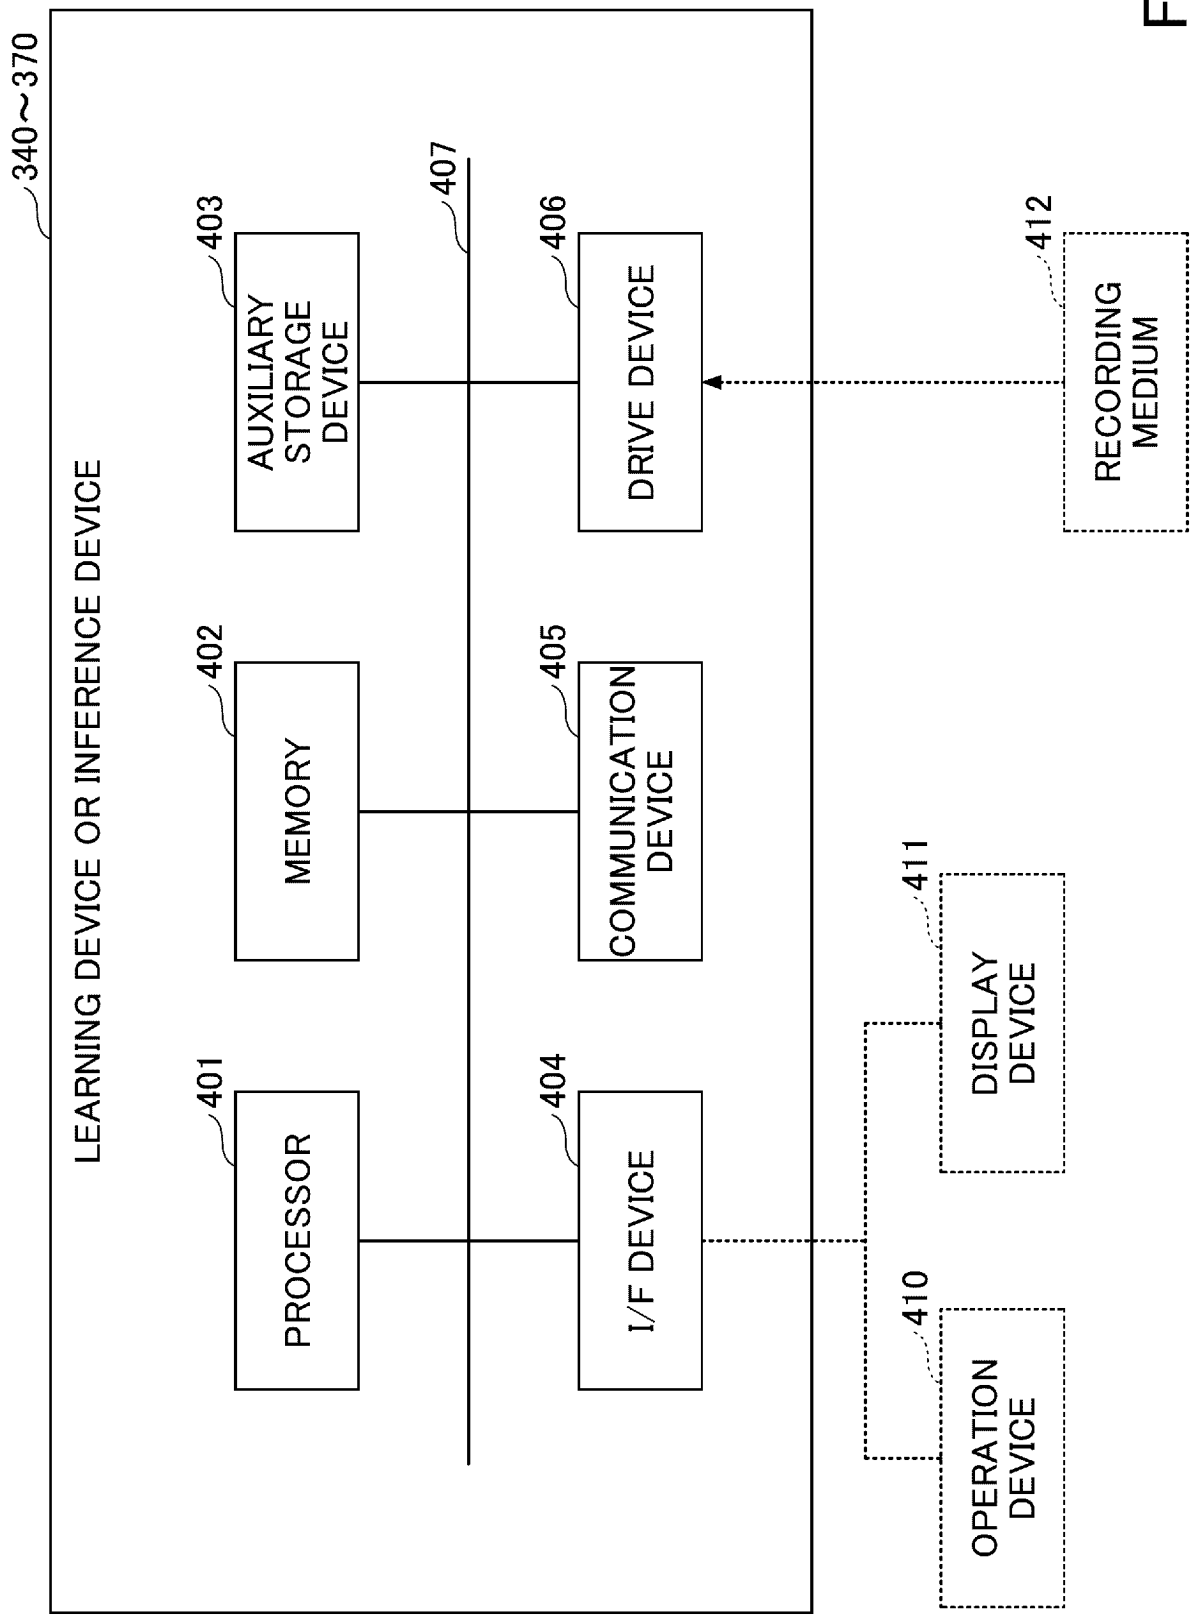 340～370
LEARNING DEVICE OR INFERENCE DEVICE
401
PROCESSOR
402
MEMORY
403
AUXILIARY
STORAGE
DEVICE
407
404
I/F DEVICE
405
COMMUNICATION
DEVICE
406
DRIVE DEVICE
410
OPERATION
DEVICE
411
DISPLAY
DEVICE
412
RECORDING
MEDIUM
F